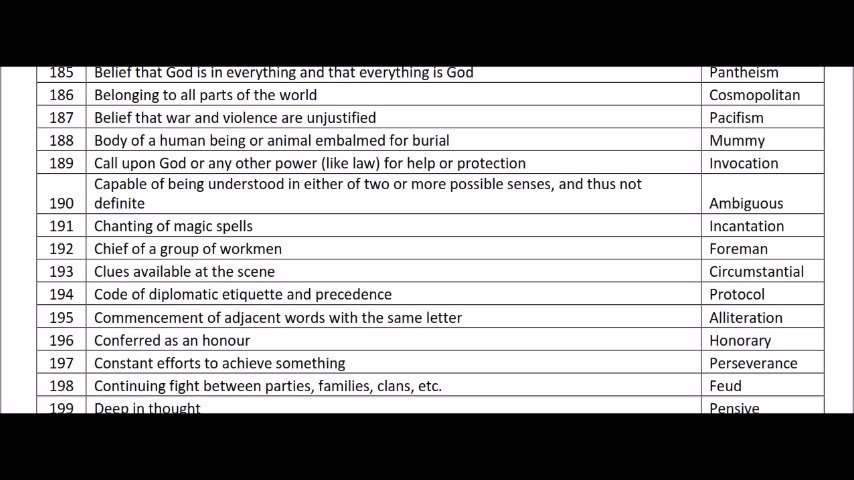 185 Belief that God is in everything and that everything is God Pantheism
186 Belonging to all parts of the world Cosmopolitan
187 Belief that war and violence are unjustified Pacifism
188 Body of a human being or animal embalmed for burial Mummy
189 Call upon God or any other power (like law) for help or protection Invocation
Capable of being understood in either of two or more possible senses, and thus not
190 definite Ambiguous
191 Chanting of magic spells Incantation
192 Chief of a group of workmen Foreman
193 Clues available at the scene Circumstantial
194 Code of diplomatic etiquette and precedence Protocol
195 Commencement of adjacent words with the same letter Alliteration
196 Conferred as an honour Honorary
197 Constant efforts to achieve something Perseverance
198 Continuing fight between parties, families, clans, etc. Feud
199 Deep in thought Pensive